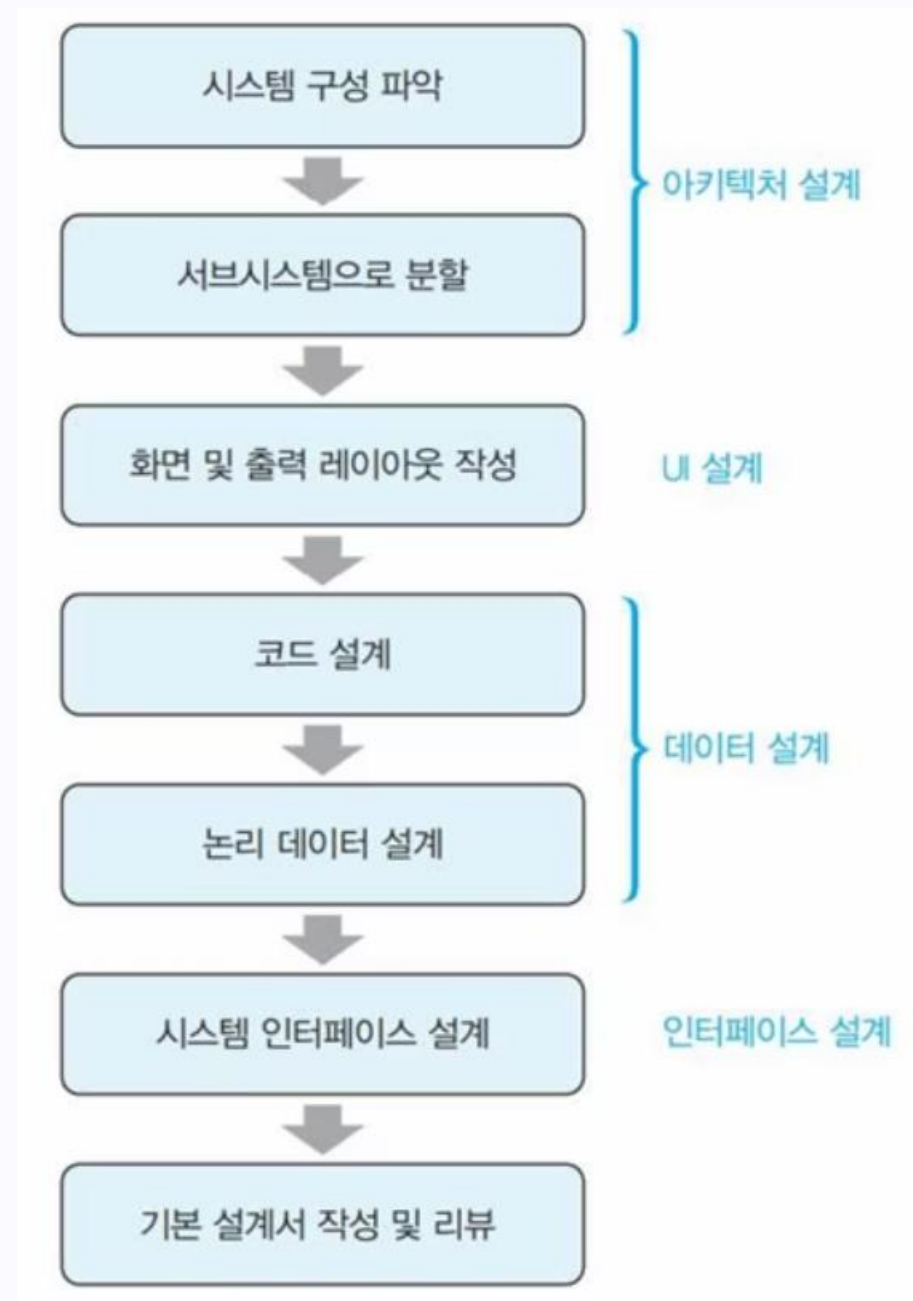 시스템 구성 파악
아키텍처 설계
서브시스템으로 분할
화면 및 출력 레이아웃 작성
UI 설계
코드 설계
데이터 설계
논리 데이터 설계
시스템 인터페이스 설계
인터페이스 설계
기본 설계서 작성 및 리뷰